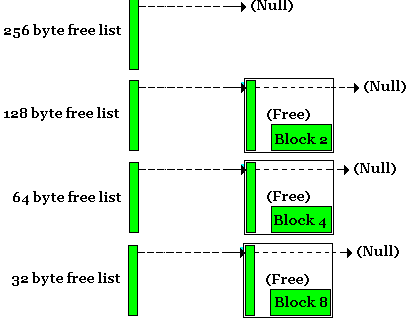 (Null)
256 byte free list
(Null)
128 byte free list
(Free)
Block 2
(Null)
64 byte free list
(Free)
Block 4
(Null)
32 byte free list
(Free)
Block 8